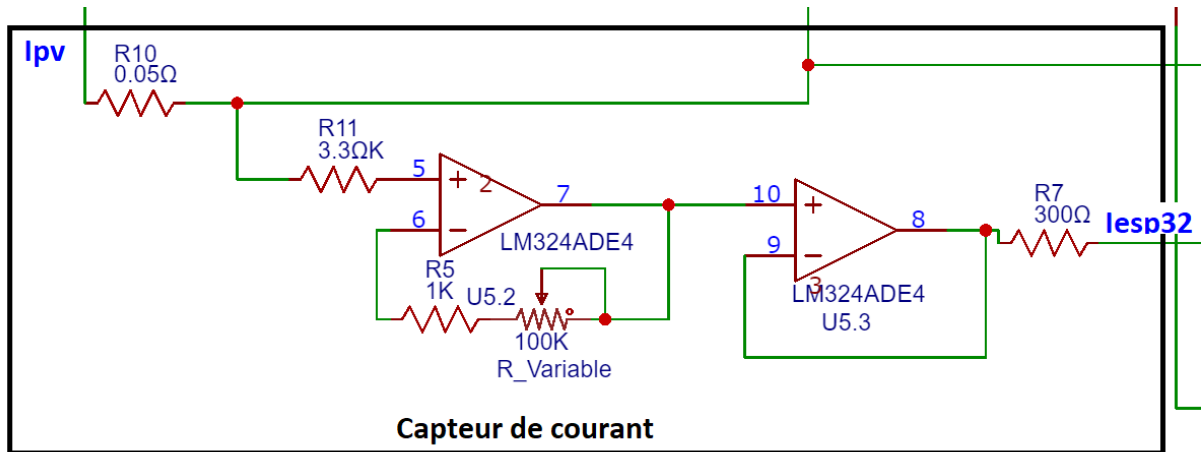 Ipv
R10
0.05Ω
R11
3.3ΩK
5
2
7
10
8
R7
300Ω
Iesp32
6
LM324ADE4
9
3
LM324ADE4
R5
1K
U5.2
U5.3
100K
R_Variable
Capteur de courant